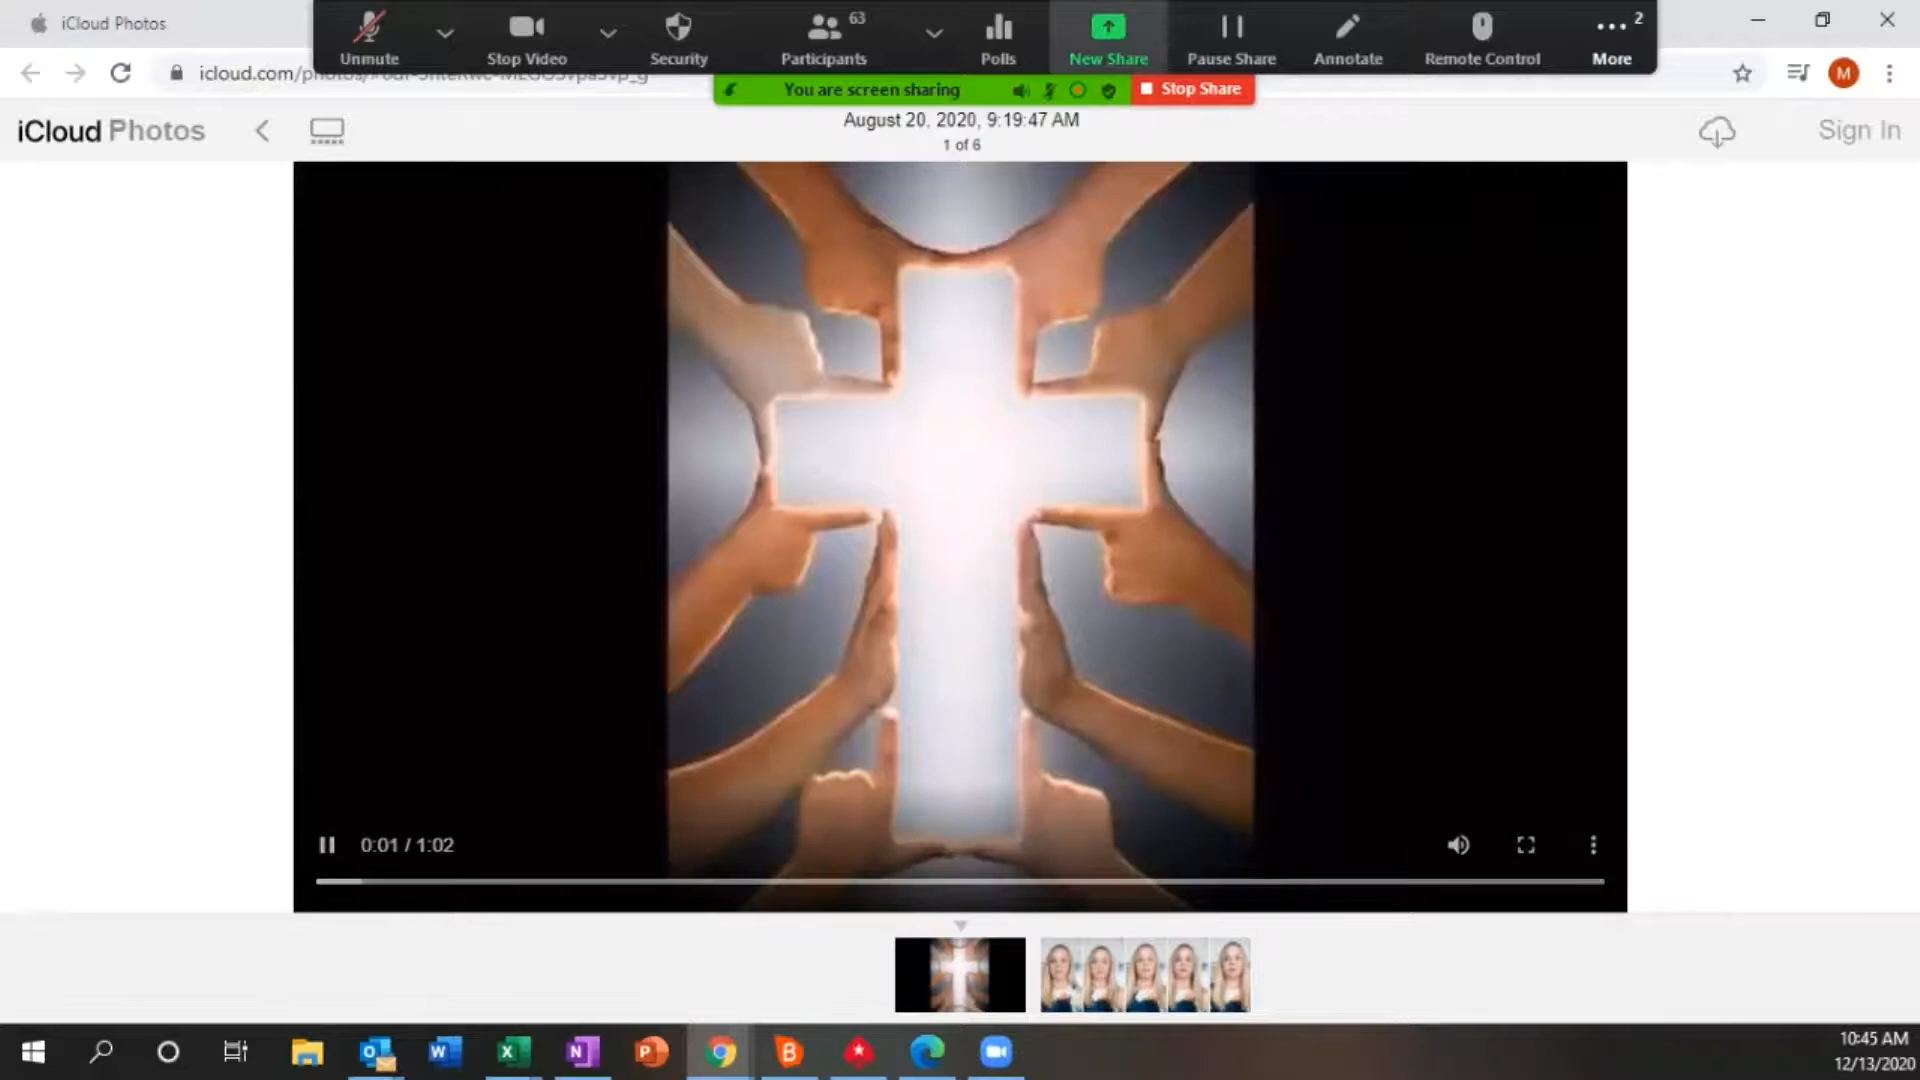 iCloud Photos
63
2
Unmute
Stop Video
Security
Participants
Polls
New Share
Pause Share
Annotate
Remote Control
More
icloud.com/photos/
M
You are screen sharing
Stop Share
iCloud Photos
August 20, 2020, 9:19:47 AM
1 of 6
Sign In
0:01 / 1:02
10:45 AM
12/13/2020